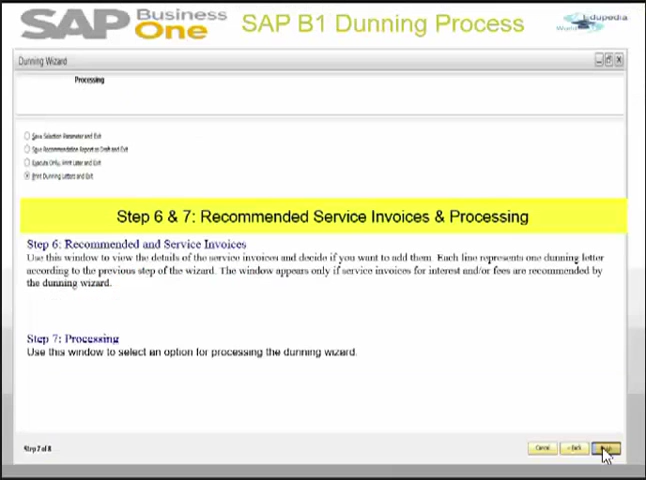 SAP Business One
SAP B1 Dunning Process
Edupedia World
Dunning Wizard
Processing
Save Selection Parameter and Exit
Save Recommendation Report as Draft and Exit
Execute Only, Print Later and Exit
Print Dunning Letters and Exit
Step 6 & 7: Recommended Service Invoices & Processing
Step 6: Recommended and Service Invoices
Use this window to view the details of the service invoices and decide if you want to add them. Each line represents one dunning letter
according to the previous step of the wizard. The window appears only if service invoices for interest and/or fees are recommended by
the dunning wizard.
Step 7: Processing
Use this window to select an option for processing the dunning wizard.
Step 7 of 8
Cancel
< Back